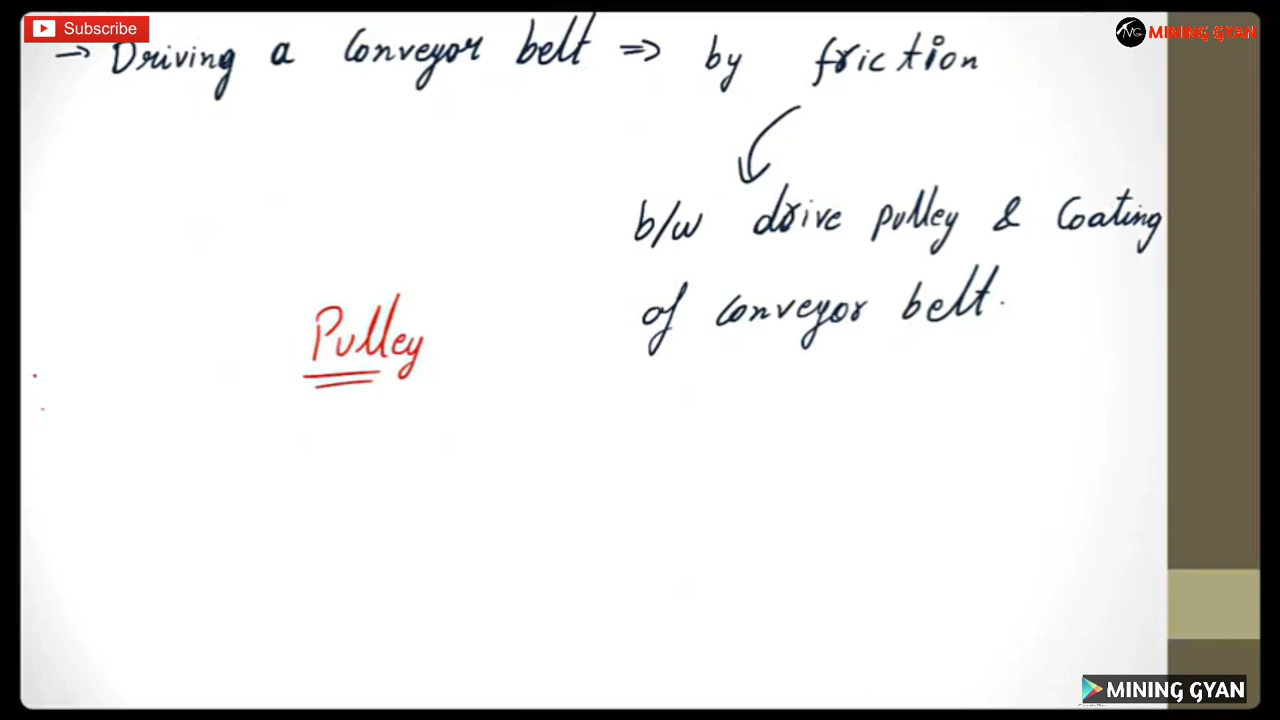 Subscribe
MINING GYAN
→ Driving a conveyor belt ⇒ by friction
b/w drive pulley & Coating
of conveyor belt.
Pulley
MINING GYAN